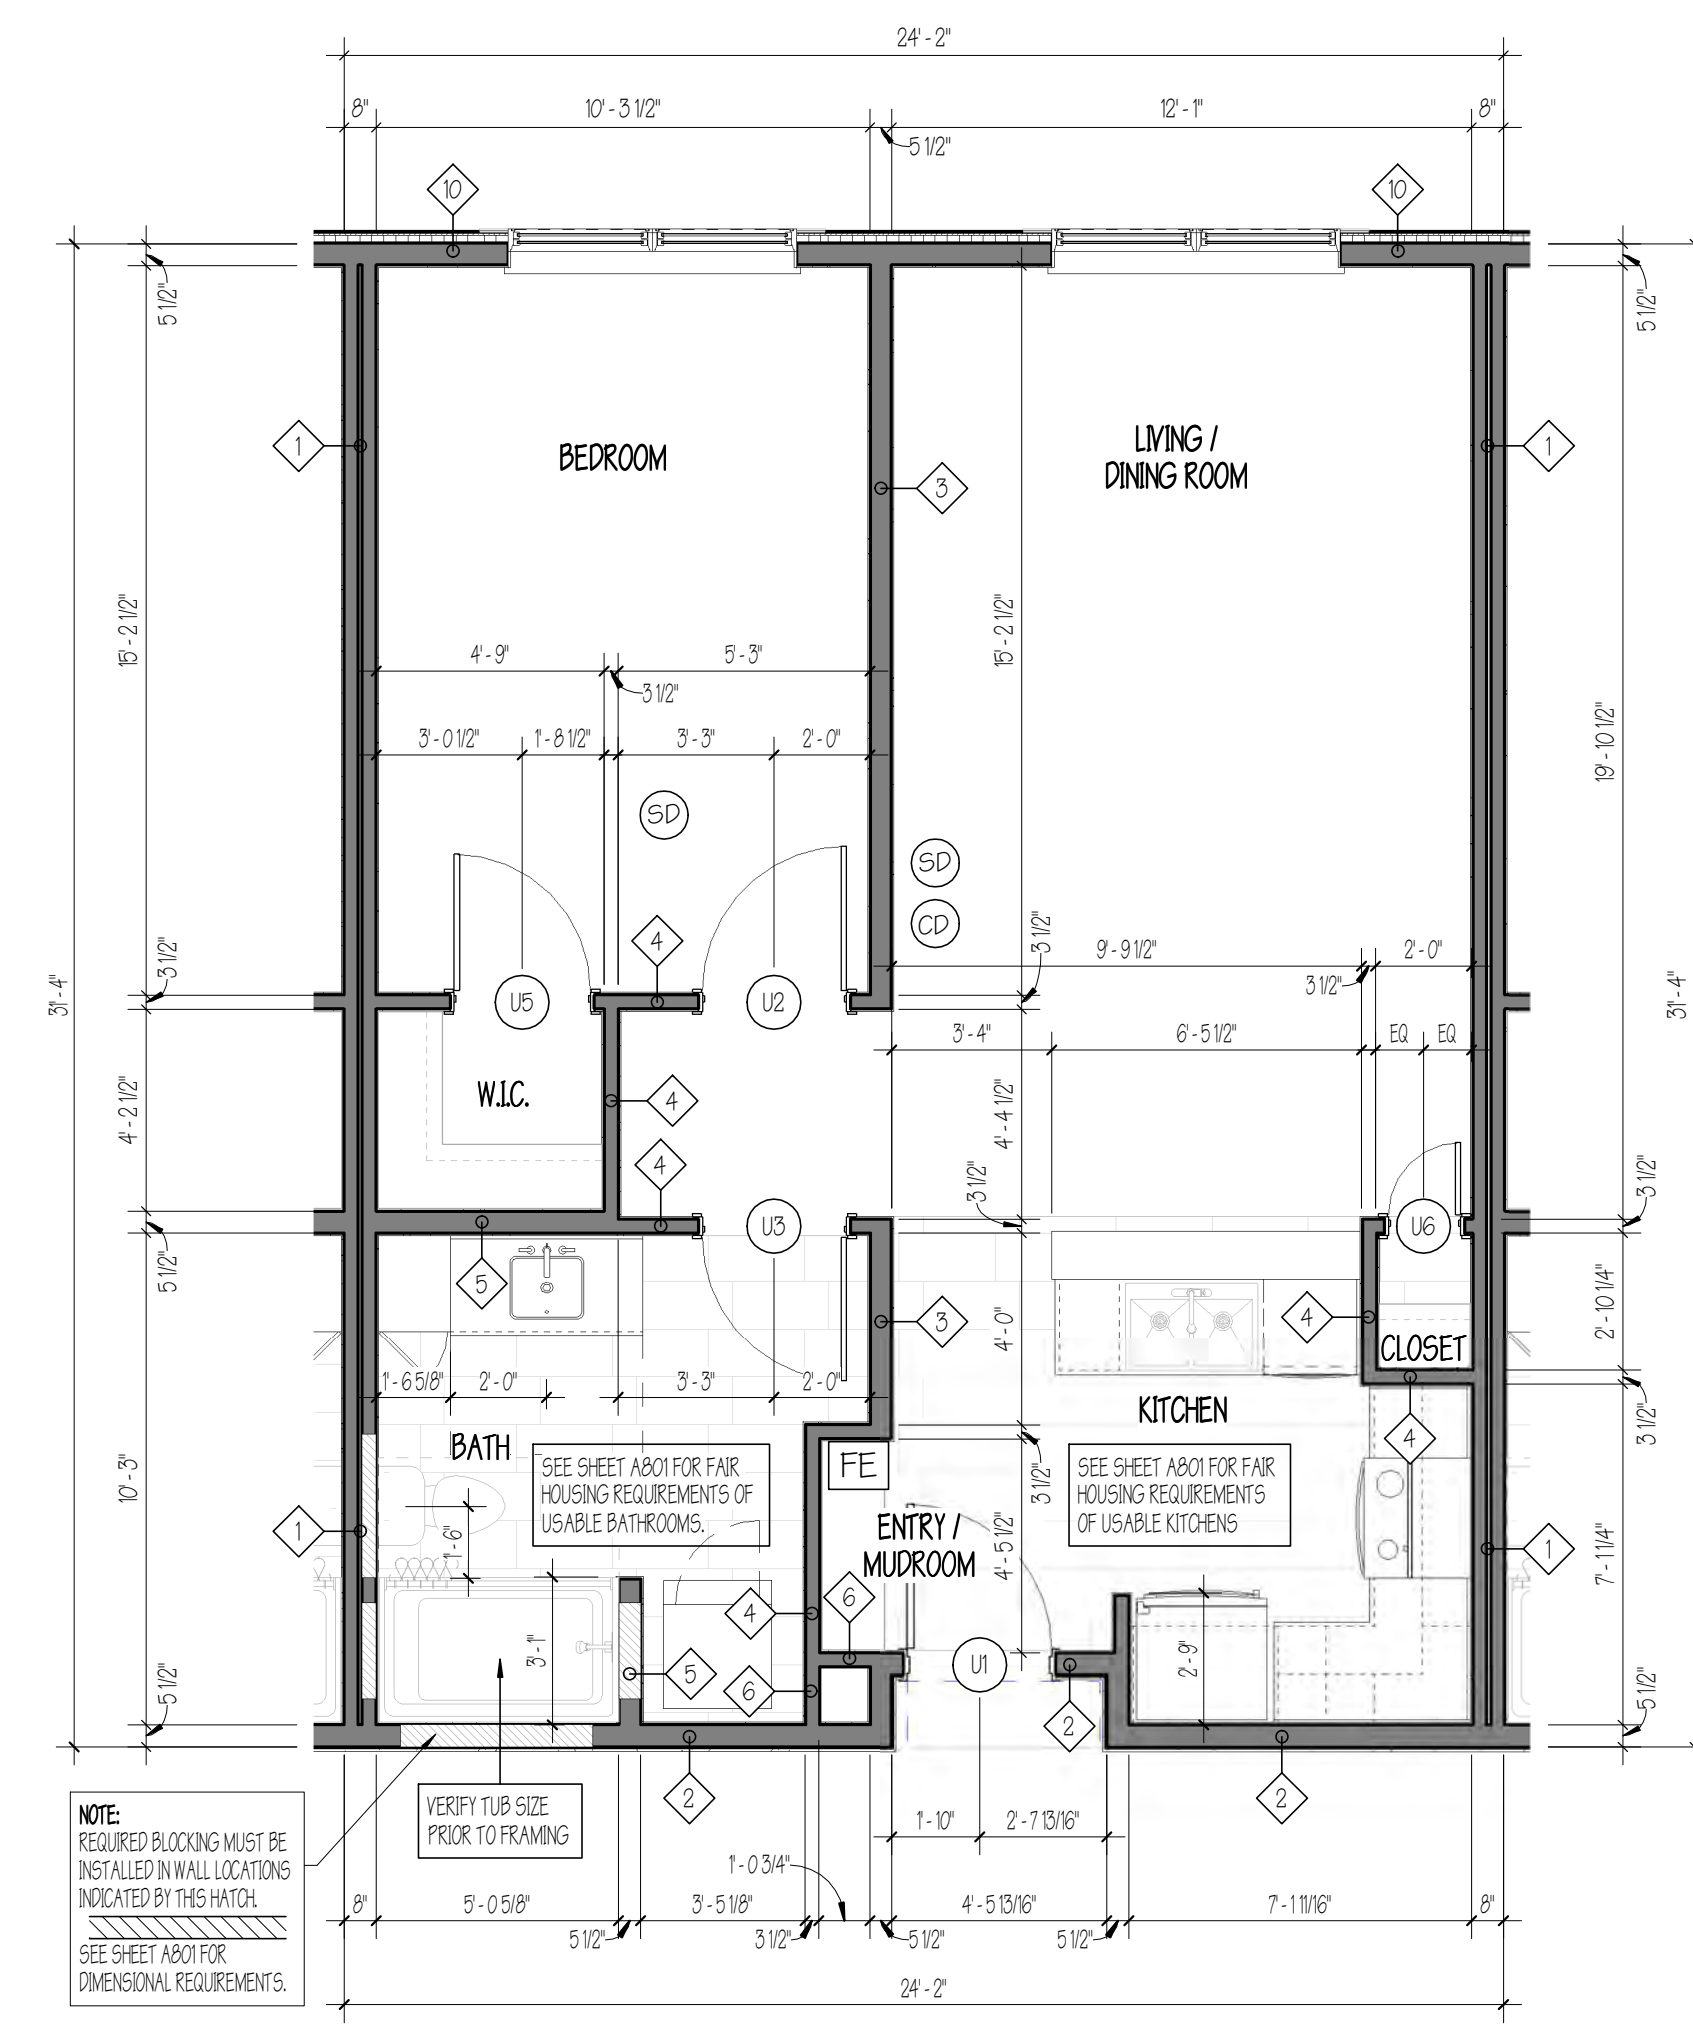 24'-2"
8"
10'-3 1/2"
12'-1"
8"
5 1/2"
10
10
5 1/2"
5 1/2"
1
BEDROOM
LIVING /
DINING ROOM
1
3
15'-2 1/2"
15'-2 1/2"
4'-9"
5'-3"
3 1/2"
3'-0 1/2"
1'-8 1/2"
3'-3"
2'-0"
19'-10 1/2"
SD
SD
CD
4
3 1/2"
3 1/2"
9'-9 1/2"
2'-0"
3 1/2"
31'-4"
31'-4"
U5
U2
3'-4"
6'-5 1/2"
EQ
EQ
W.I.C.
4
4'-2 1/2"
4'-4 1/2"
4
3 1/2"
3 1/2"
U3
U6
5 1/2"
5
3
4
4'-0"
2'-10 1/4"
CLOSET
1'-6 5/8"
2'-0"
3'-3"
2'-0"
KITCHEN
3 1/2"
4
BATH
FE
SEE SHEET A801 FOR FAIR
HOUSING REQUIREMENTS OF
USABLE BATHROOMS.
SEE SHEET A801 FOR FAIR
HOUSING REQUIREMENTS
OF USABLE KITCHENS
3 1/2"
10'-3"
1
1'-6"
ENTRY /
MUDROOM
4'-5 1/2"
1
7'-11 1/4"
4
6
3'-1"
5
6
U1
2'-9"
5 1/2"
5 1/2"
2
2
2
NOTE:
REQUIRED BLOCKING MUST BE
INSTALLED IN WALL LOCATIONS
INDICATED BY THIS HATCH.
SEE SHEET A801 FOR
DIMENSIONAL REQUIREMENTS.
VERIFY TUB SIZE
PRIOR TO FRAMING
1'-10"
2'-7 13/16"
1'-0 3/4"
8"
5'-0 5/8"
3'-5 1/8"
4'-5 13/16"
7'-1 11/16"
8"
5 1/2"
3 1/2"
5 1/2"
5 1/2"
24'-2"